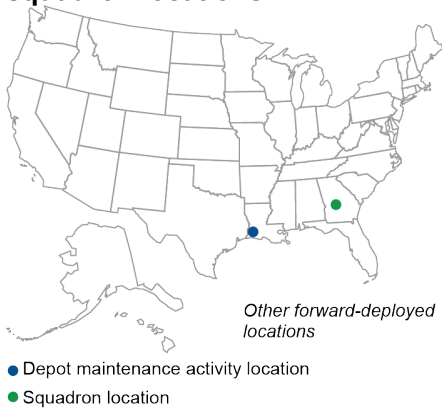 Other forward-deployed
locations
Depot maintenance activity location
Squadron location